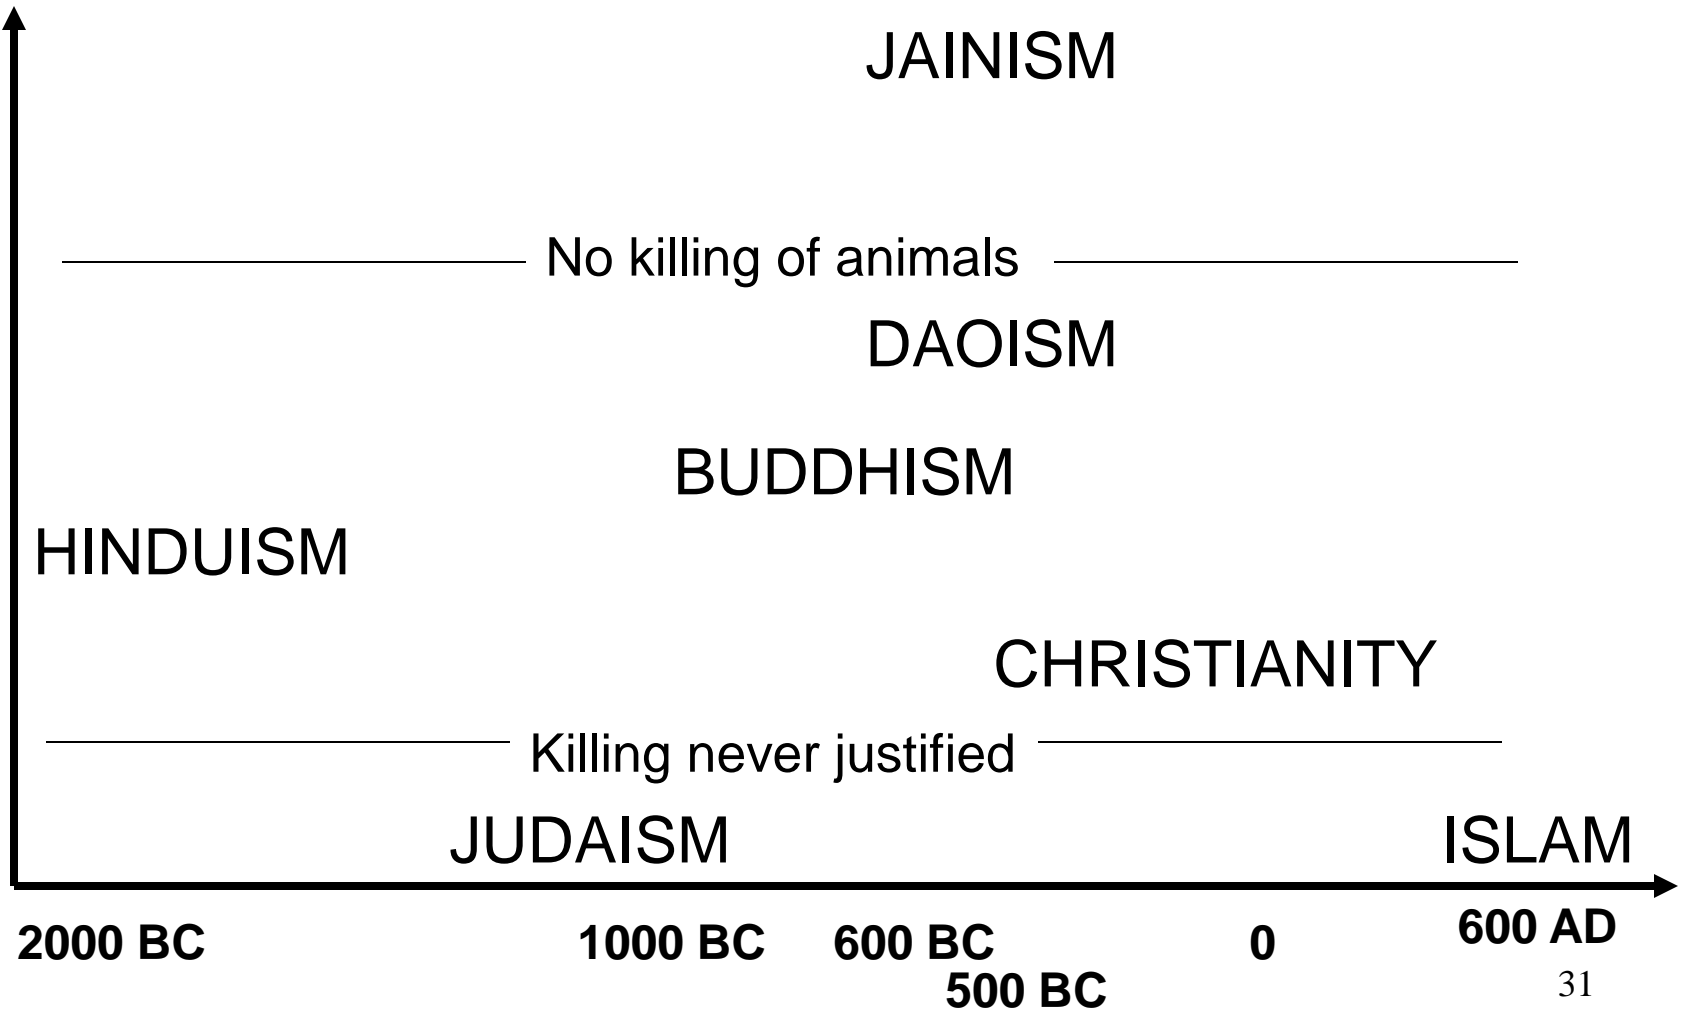 JAINISM
No killing of animals
DAOISM
BUDDHISM
HINDUISM
CHRISTIANITY
Killing never justified
JUDAISM
ISLAM
2000 BC
1000 BC
600 BC
500 BC
0
600 AD
31